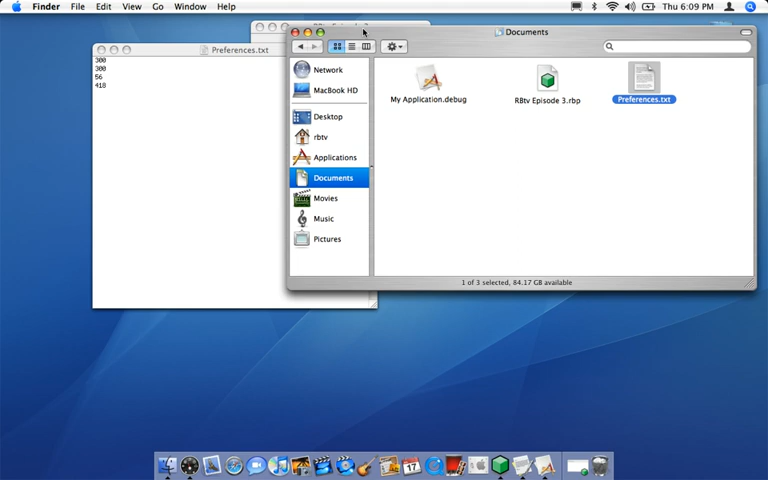 Finder File Edit View Go Window Help
Thu 6:09 PM
Preferences.txt
300
300
56
418
Documents
Network
MacBook HD
Desktop
rbtv
Applications
Documents
Movies
Music
Pictures
My Application.debug
RBtv Episode 3.rbp
Preferences.txt
1 of 3 selected, 84.17 GB available
17